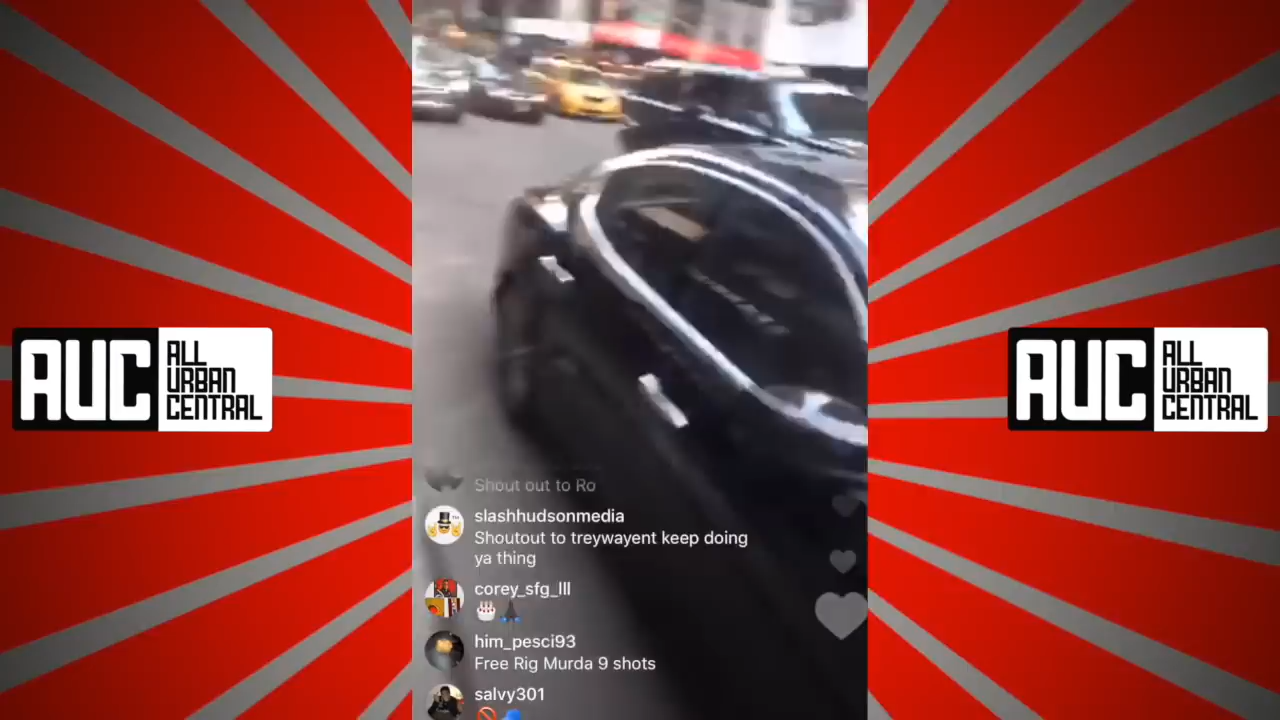 AUC
ALL
URBAN
CENTRAL
AUC
ALL
URBAN
CENTRAL
Shout out to Ro
slashhudsonmedia
Shoutout to treywayent keep doing
ya thing
corey_sfg_lll
him_pesci93
Free Rig Murda 9 shots
salvy301